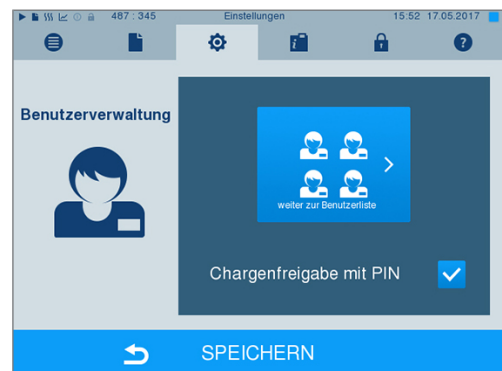 487 : 345 Einstellungen 15:52 17.05.2017
Benutzerverwaltung
weiter zur Benutzerliste
Chargenfreigabe mit PIN
SPEICHERN